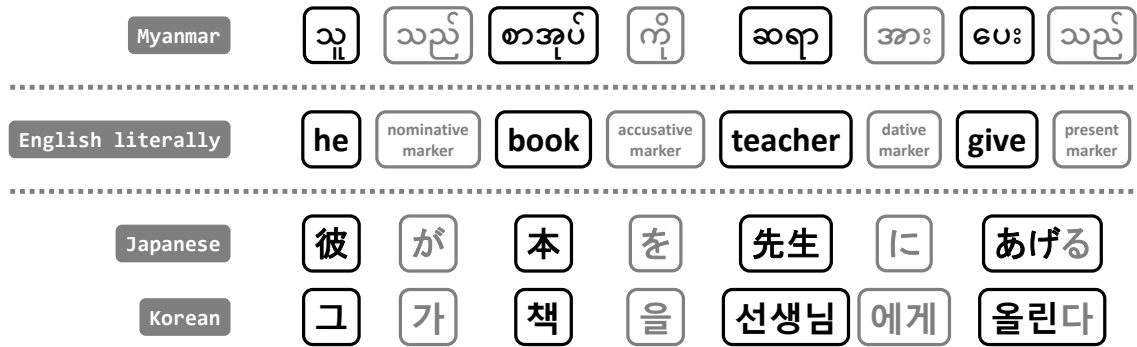 Myanmar သူ သည် စာအုပ် ကို ဆရာ အား ပေး သည်
English literally he nominative marker book accusative marker teacher dative marker give present marker
Japanese 彼 が 本 を 先生 に あげる
Korean 그 가 책 을 선생님 에게 올린다